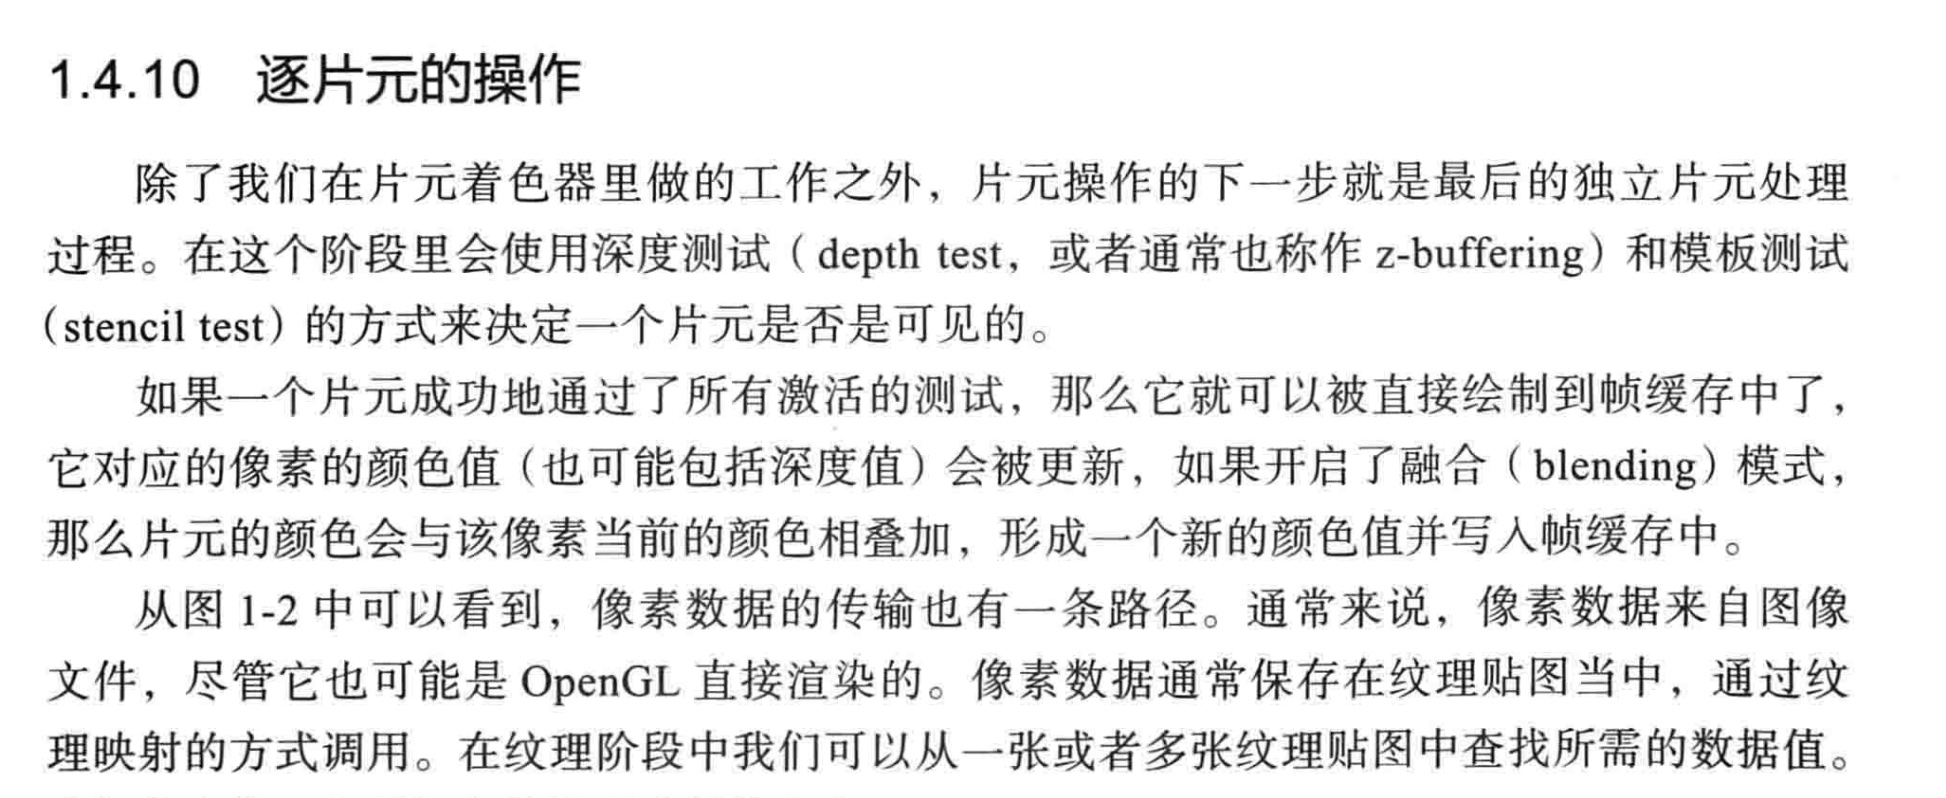 1.4.10 逐片元的操作
除了我们在片元着色器里做的工作之外，片元操作的下一步就是最后的独立片元处理
过程。在这个阶段里会使用深度测试（depth test，或者通常也称作 z-buffering）和模板测试
（stencil test）的方式来决定一个片元是否是可见的。
如果一个片元成功地通过了所有激活的测试，那么它就可以被直接绘制到帧缓存中了，
它对应的像素的颜色值（也可能包括深度值）会被更新，如果开启了融合（blending）模式，
那么片元的颜色会与该像素当前的颜色相叠加，形成一个新的颜色值并写入帧缓存中。
从图 1-2 中可以看到，像素数据的传输也有一条路径。通常来说，像素数据来自图像
文件，尽管它也可能是 OpenGL 直接渲染的。像素数据通常保存在纹理贴图当中，通过纹
理映射的方式调用。在纹理阶段中我们可以从一张或者多张纹理贴图中查找所需的数据值。